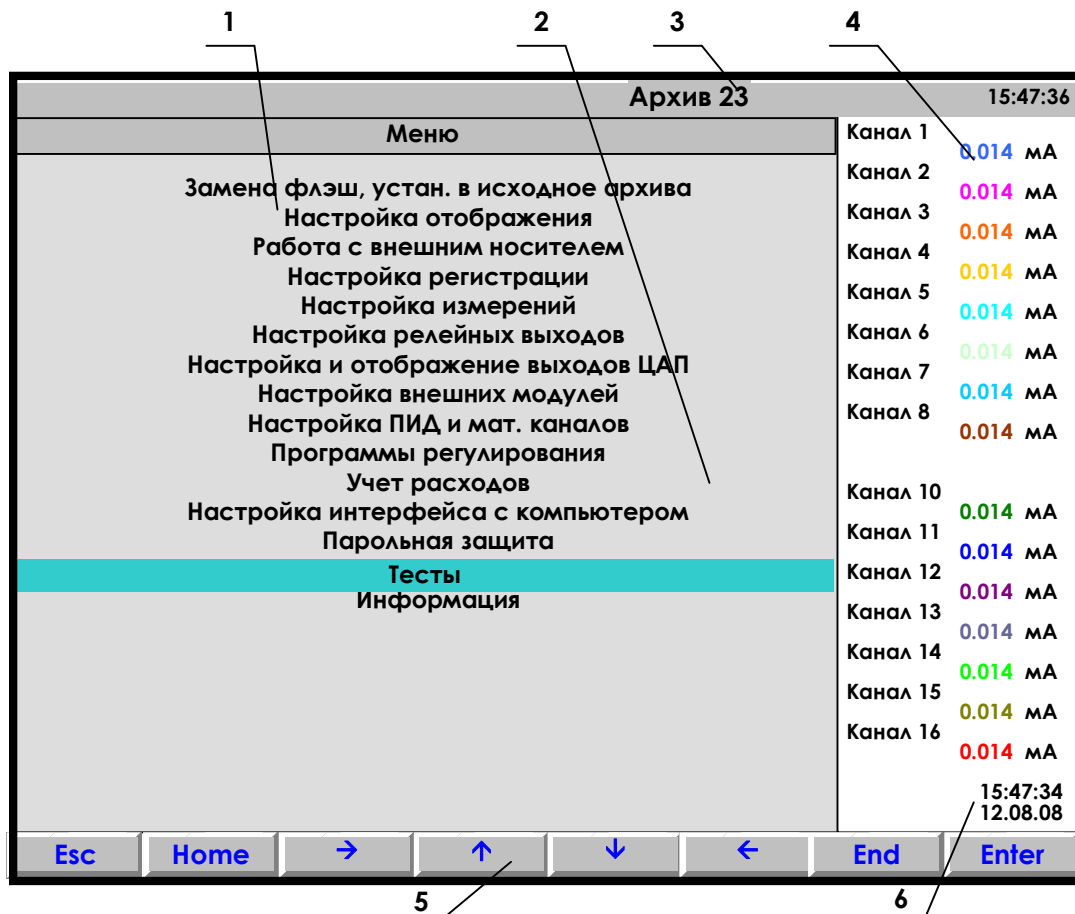 1 2 3 4
Архив 23 15:47:36
Меню
Замена флэш, устан. в исходное архива
Настройка отображения
Работа с внешним носителем
Настройка регистрации
Настройка измерений
Настройка релейных выходов
Настройка и отображение выходов ЦАП
Настройка внешних модулей
Настройка ПИД и мат. каналов
Программы регулирования
Учет расходов
Настройка интерфейса с компьютером
Парольная защита
Тесты
Информация
Канал 1
0.014 мА
Канал 2
0.014 мА
Канал 3
0.014 мА
Канал 4
0.014 мА
Канал 5
0.014 мА
Канал 6
0.014 мА
Канал 7
0.014 мА
Канал 8
0.014 мА
Канал 10
0.014 мА
Канал 11
0.014 мА
Канал 12
0.014 мА
Канал 13
0.014 мА
Канал 14
0.014 мА
Канал 15
0.014 мА
Канал 16
0.014 мА
15:47:34
12.08.08
Esc Home → ↑ ↓ ← End Enter
5 6